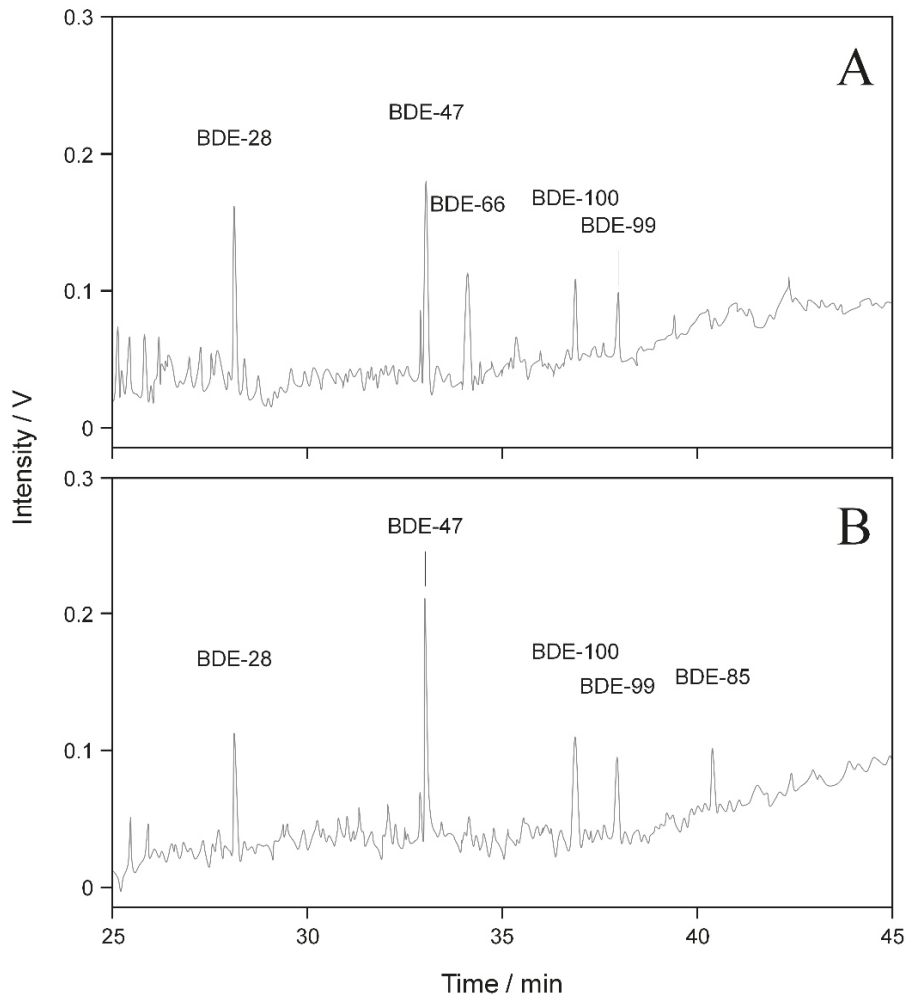 0.3
A
BDE-47
BDE-28
0.2
BDE-66
BDE-100
BDE-99
0.1
0
Intensity / V
0.3
B
BDE-47
0.2
BDE-28
BDE-100
BDE-99
BDE-85
0.1
0
25
30
35
40
45
Time / min